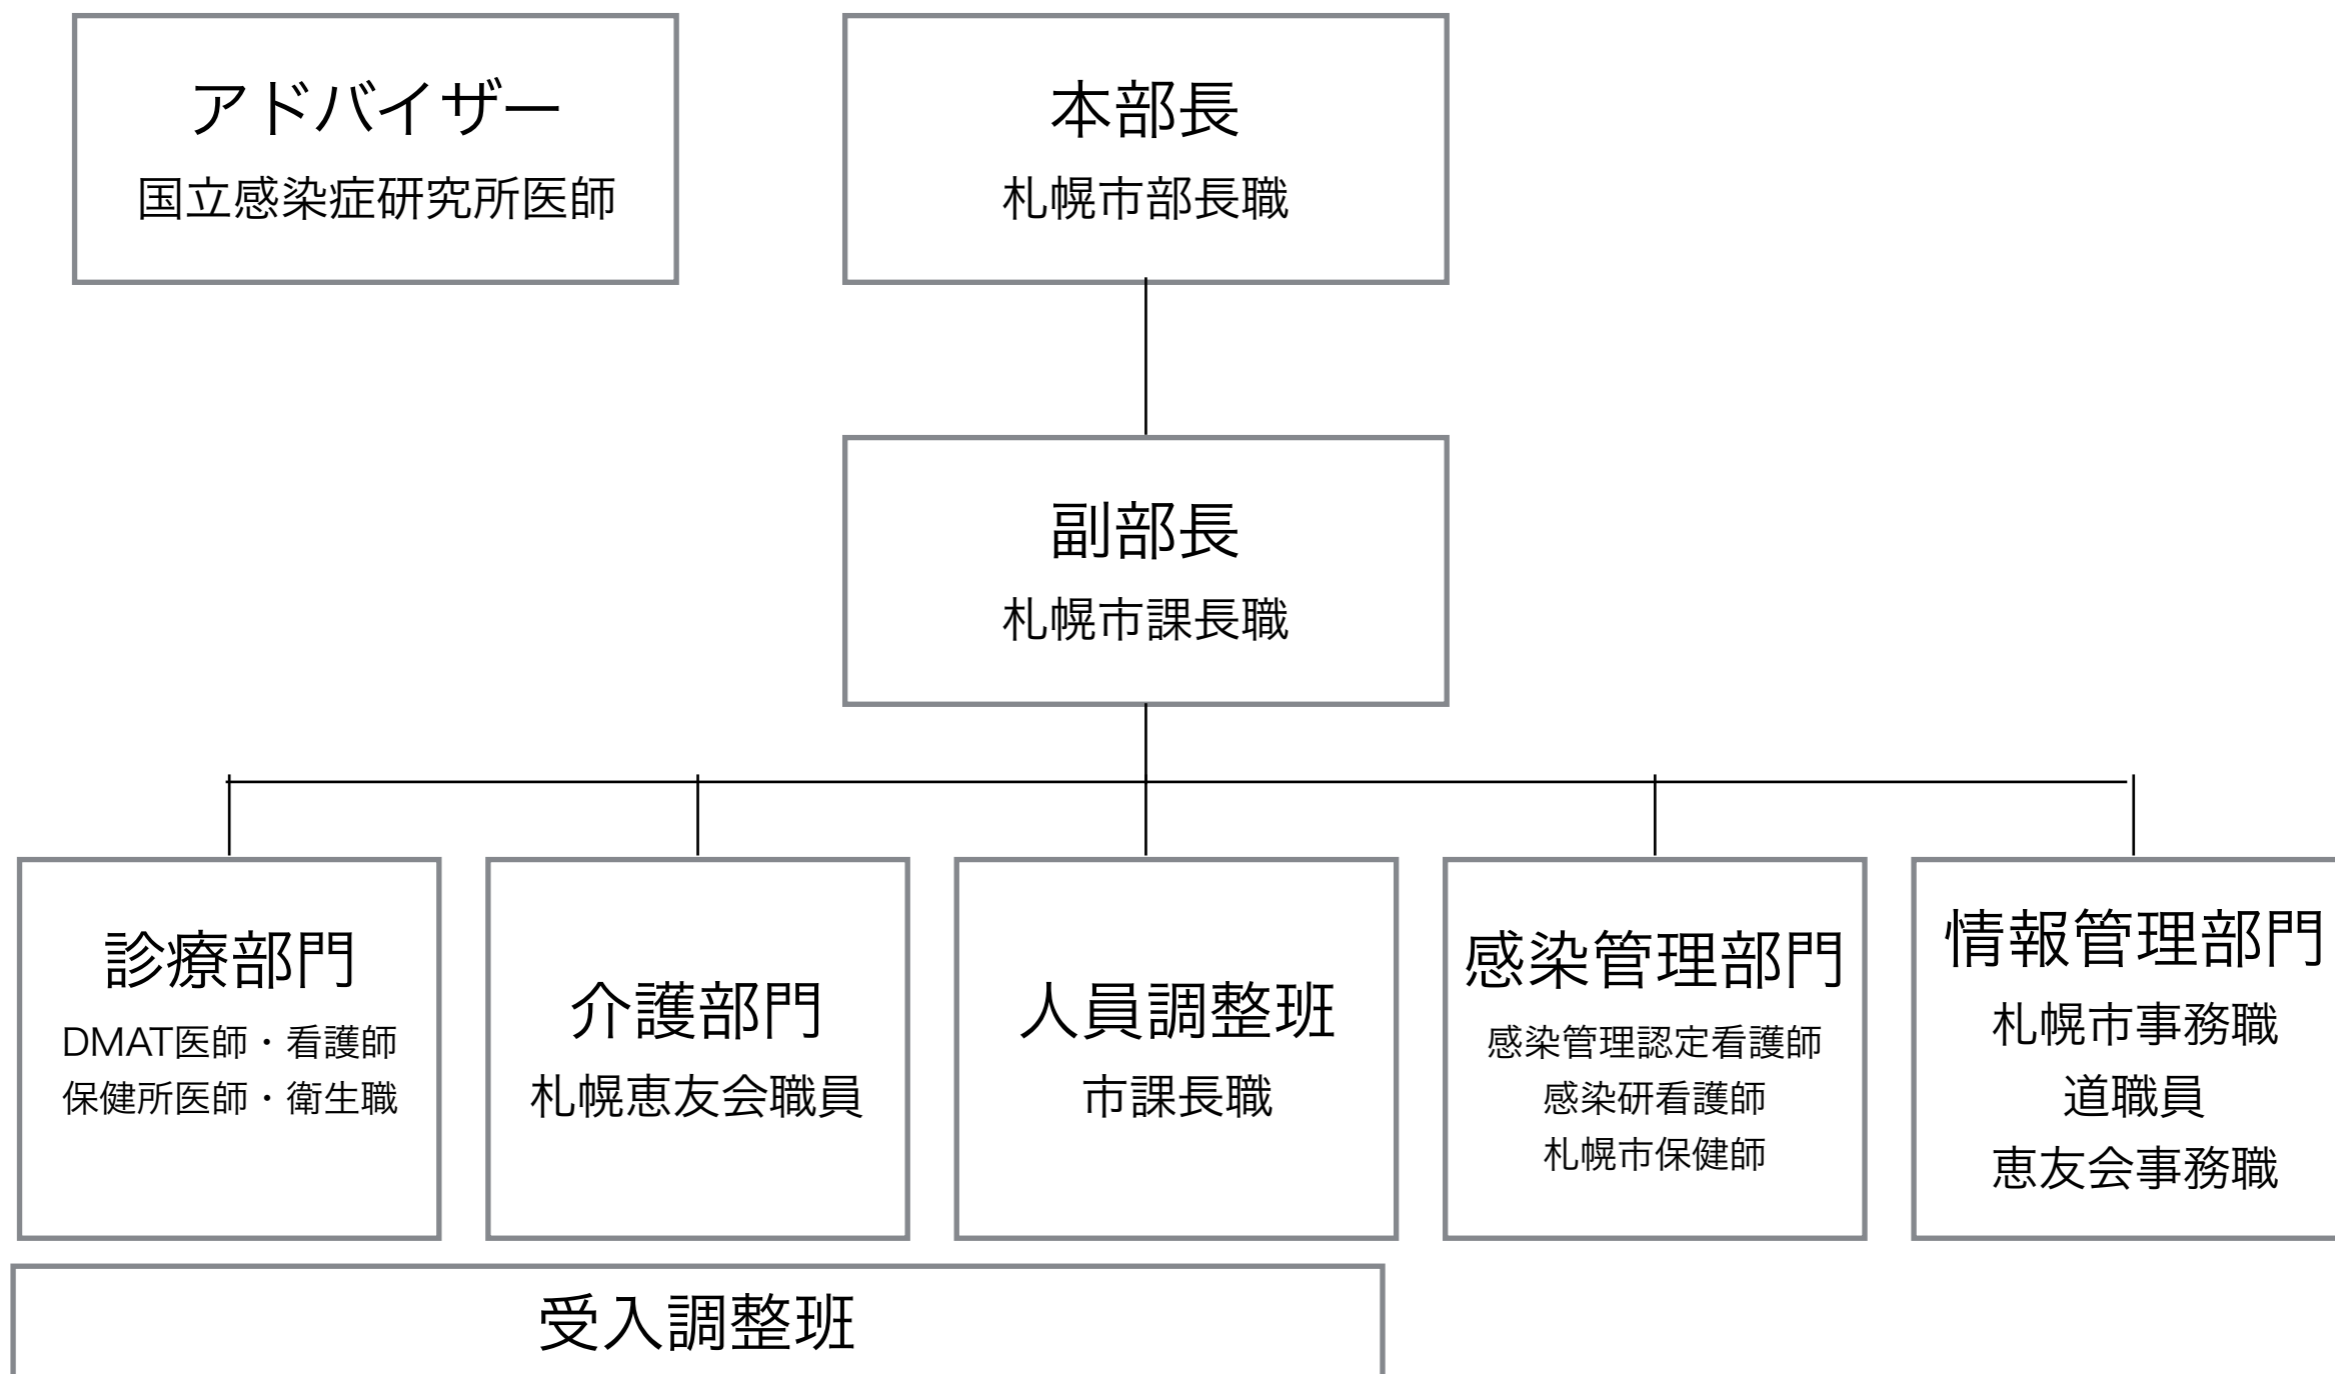 アドバイザー
国立感染症研究所医師
本部長
札幌市部長職
副部長
札幌市課長職
診療部門
DMAT医師・看護師
保健所医師・衛生職
介護部門
札幌恵友会職員
人員調整班
市課長職
感染管理部門
感染管理認定看護師
感染研看護師
札幌市保健師
情報管理部門
札幌市事務職
道職員
恵友会事務職
受入調整班